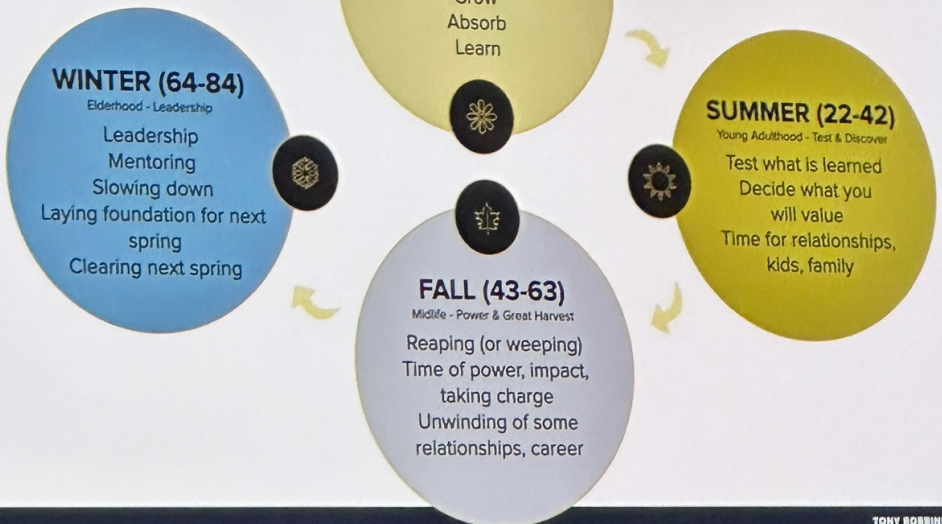 Grow
Absorb
Learn
WINTER (64-84)
Elderhood - Leadership
Leadership
Mentoring
Slowing down
Laying foundation for next
spring
Clearing next spring
SUMMER (22-42)
Young Adulthood - Test & Discover
Test what is learned
Decide what you
will value
Time for relationships,
kids, family
FALL (43-63)
Midlife - Power & Great Harvest
Reaping (or weeping)
Time of power, impact,
taking charge
Unwinding of some
relationships, career
TONY